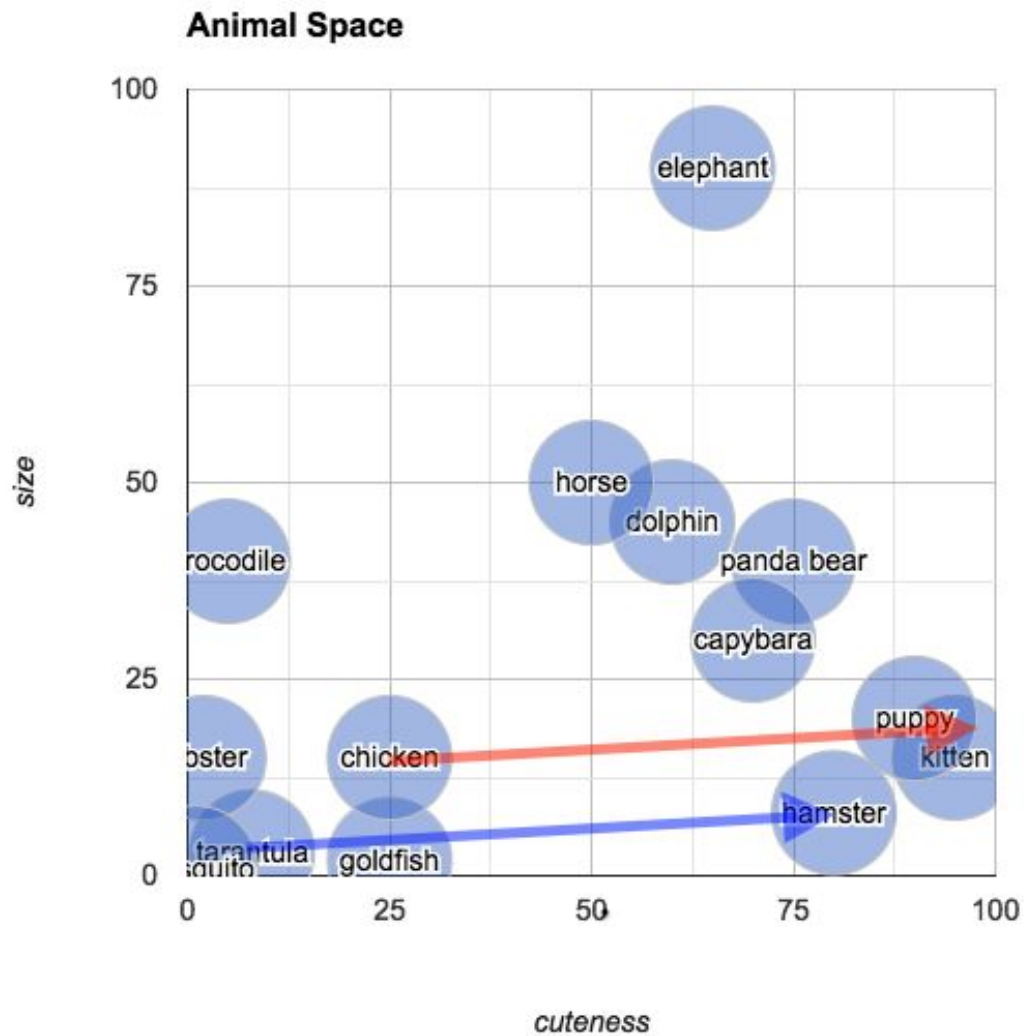 Animal Space
100
elephant
75
size
50
horse
dolphin
rocodile
panda bear
capybara
25
puppy
bster
chicken
kitten
hamster
tarantula
squito
goldfish
0
0 25 50 75 100
cuteness